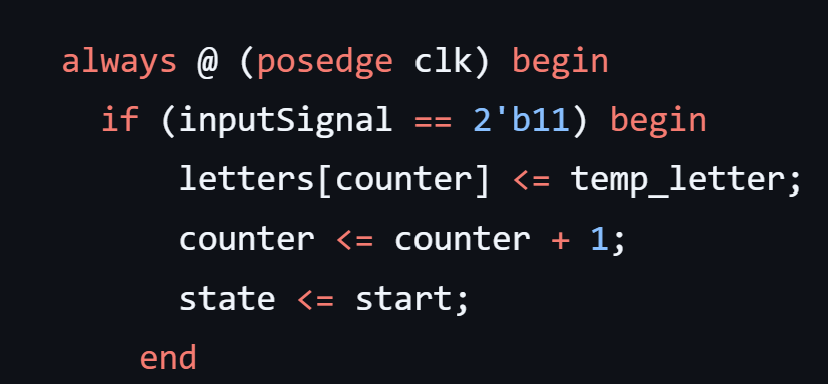 always @ (posedge clk) begin
if (inputSignal == 2'b11) begin
letters[counter] <= temp_letter;
counter <= counter + 1;
state <= start;
end